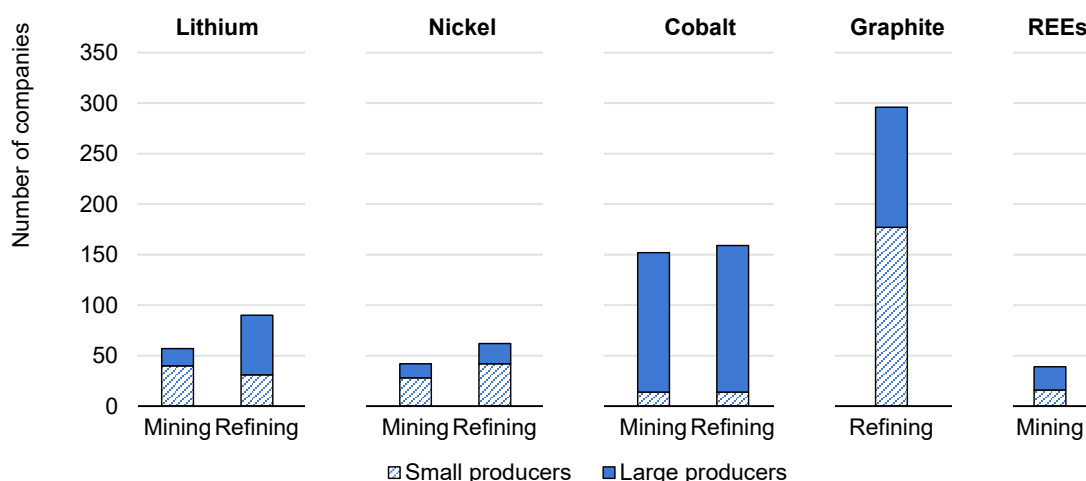 Lithium Nickel Cobalt Graphite REEs
Number of companies
350
300
250
200
150
100
50
0
Mining Refining Mining Refining Mining Refining Refining Mining
Small producers Large producers